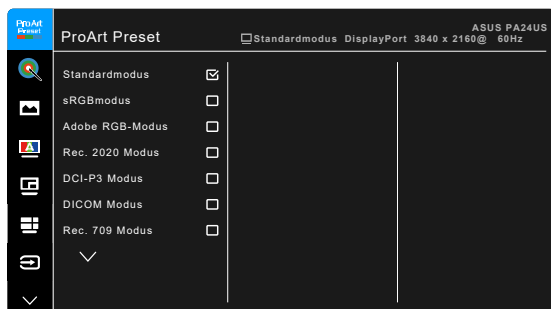 ProArt
Preset
ProArt Preset
ASUS PA24US
Standardmodus DisplayPort 3840 x 2160@ 60Hz
Standardmodus
sRGBmodus
Adobe RGB-Modus
A
Rec. 2020 Modus
DCI-P3 Modus
DICOM Modus
Rec. 709 Modus